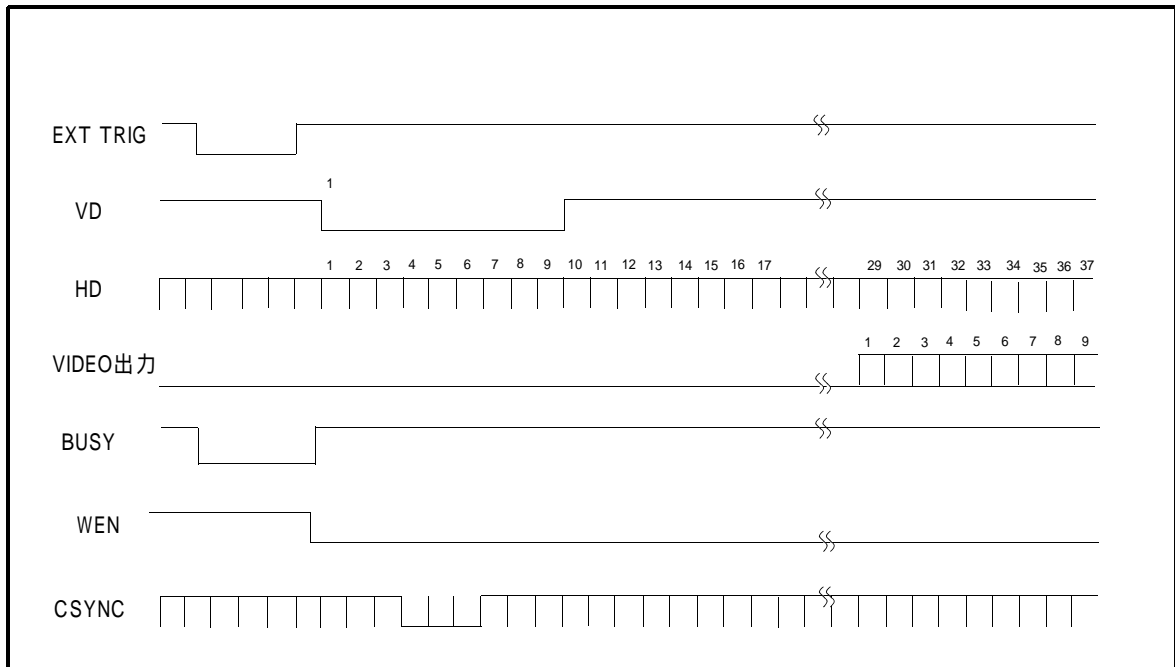 EXT TRIG
1
VD
1 2 3 4 5 6 7 8 9 10 11 12 13 14 15 16 17 29 30 31 32 33 34 35 36 37
HD
1 2 3 4 5 6 7 8 9
VIDEO出力
BUSY
WEN
CSYNC